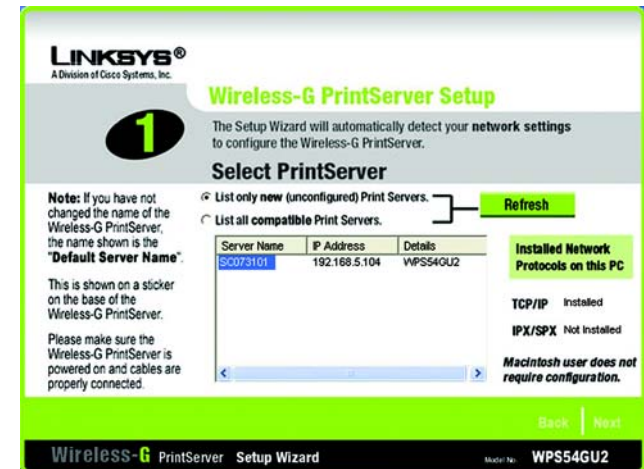 LINKSYS®
A Division of Cisco Systems, Inc.
Wireless-G PrintServer Setup
1
The Setup Wizard will automatically detect your network settings
to configure the Wireless-G PrintServer.
Select PrintServer
Note: If you have not
changed the name of the
Wireless-G PrintServer,
the name shown is the
"Default Server Name".
This is shown on a sticker
on the base of the
Wireless-G PrintServer.
Please make sure the
Wireless-G PrintServer is
powered on and cables are
properly connected.
List only new (unconfigured) Print Servers.
List all compatible Print Servers.
Refresh
Server Name IP Address Details
SC073101 192.168.5.104 WPS54GU2
Installed Network
Protocols on this PC
TCP/IP Installed
IPX/SPX Not Installed
Macintosh user does not
require configuration.
Back Next
Wireless-G PrintServer Setup Wizard
Model No. WPS54GU2